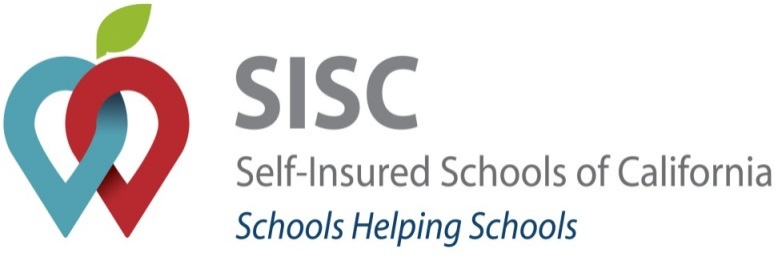 SISC
Self-Insured Schools of California
Schools Helping Schools